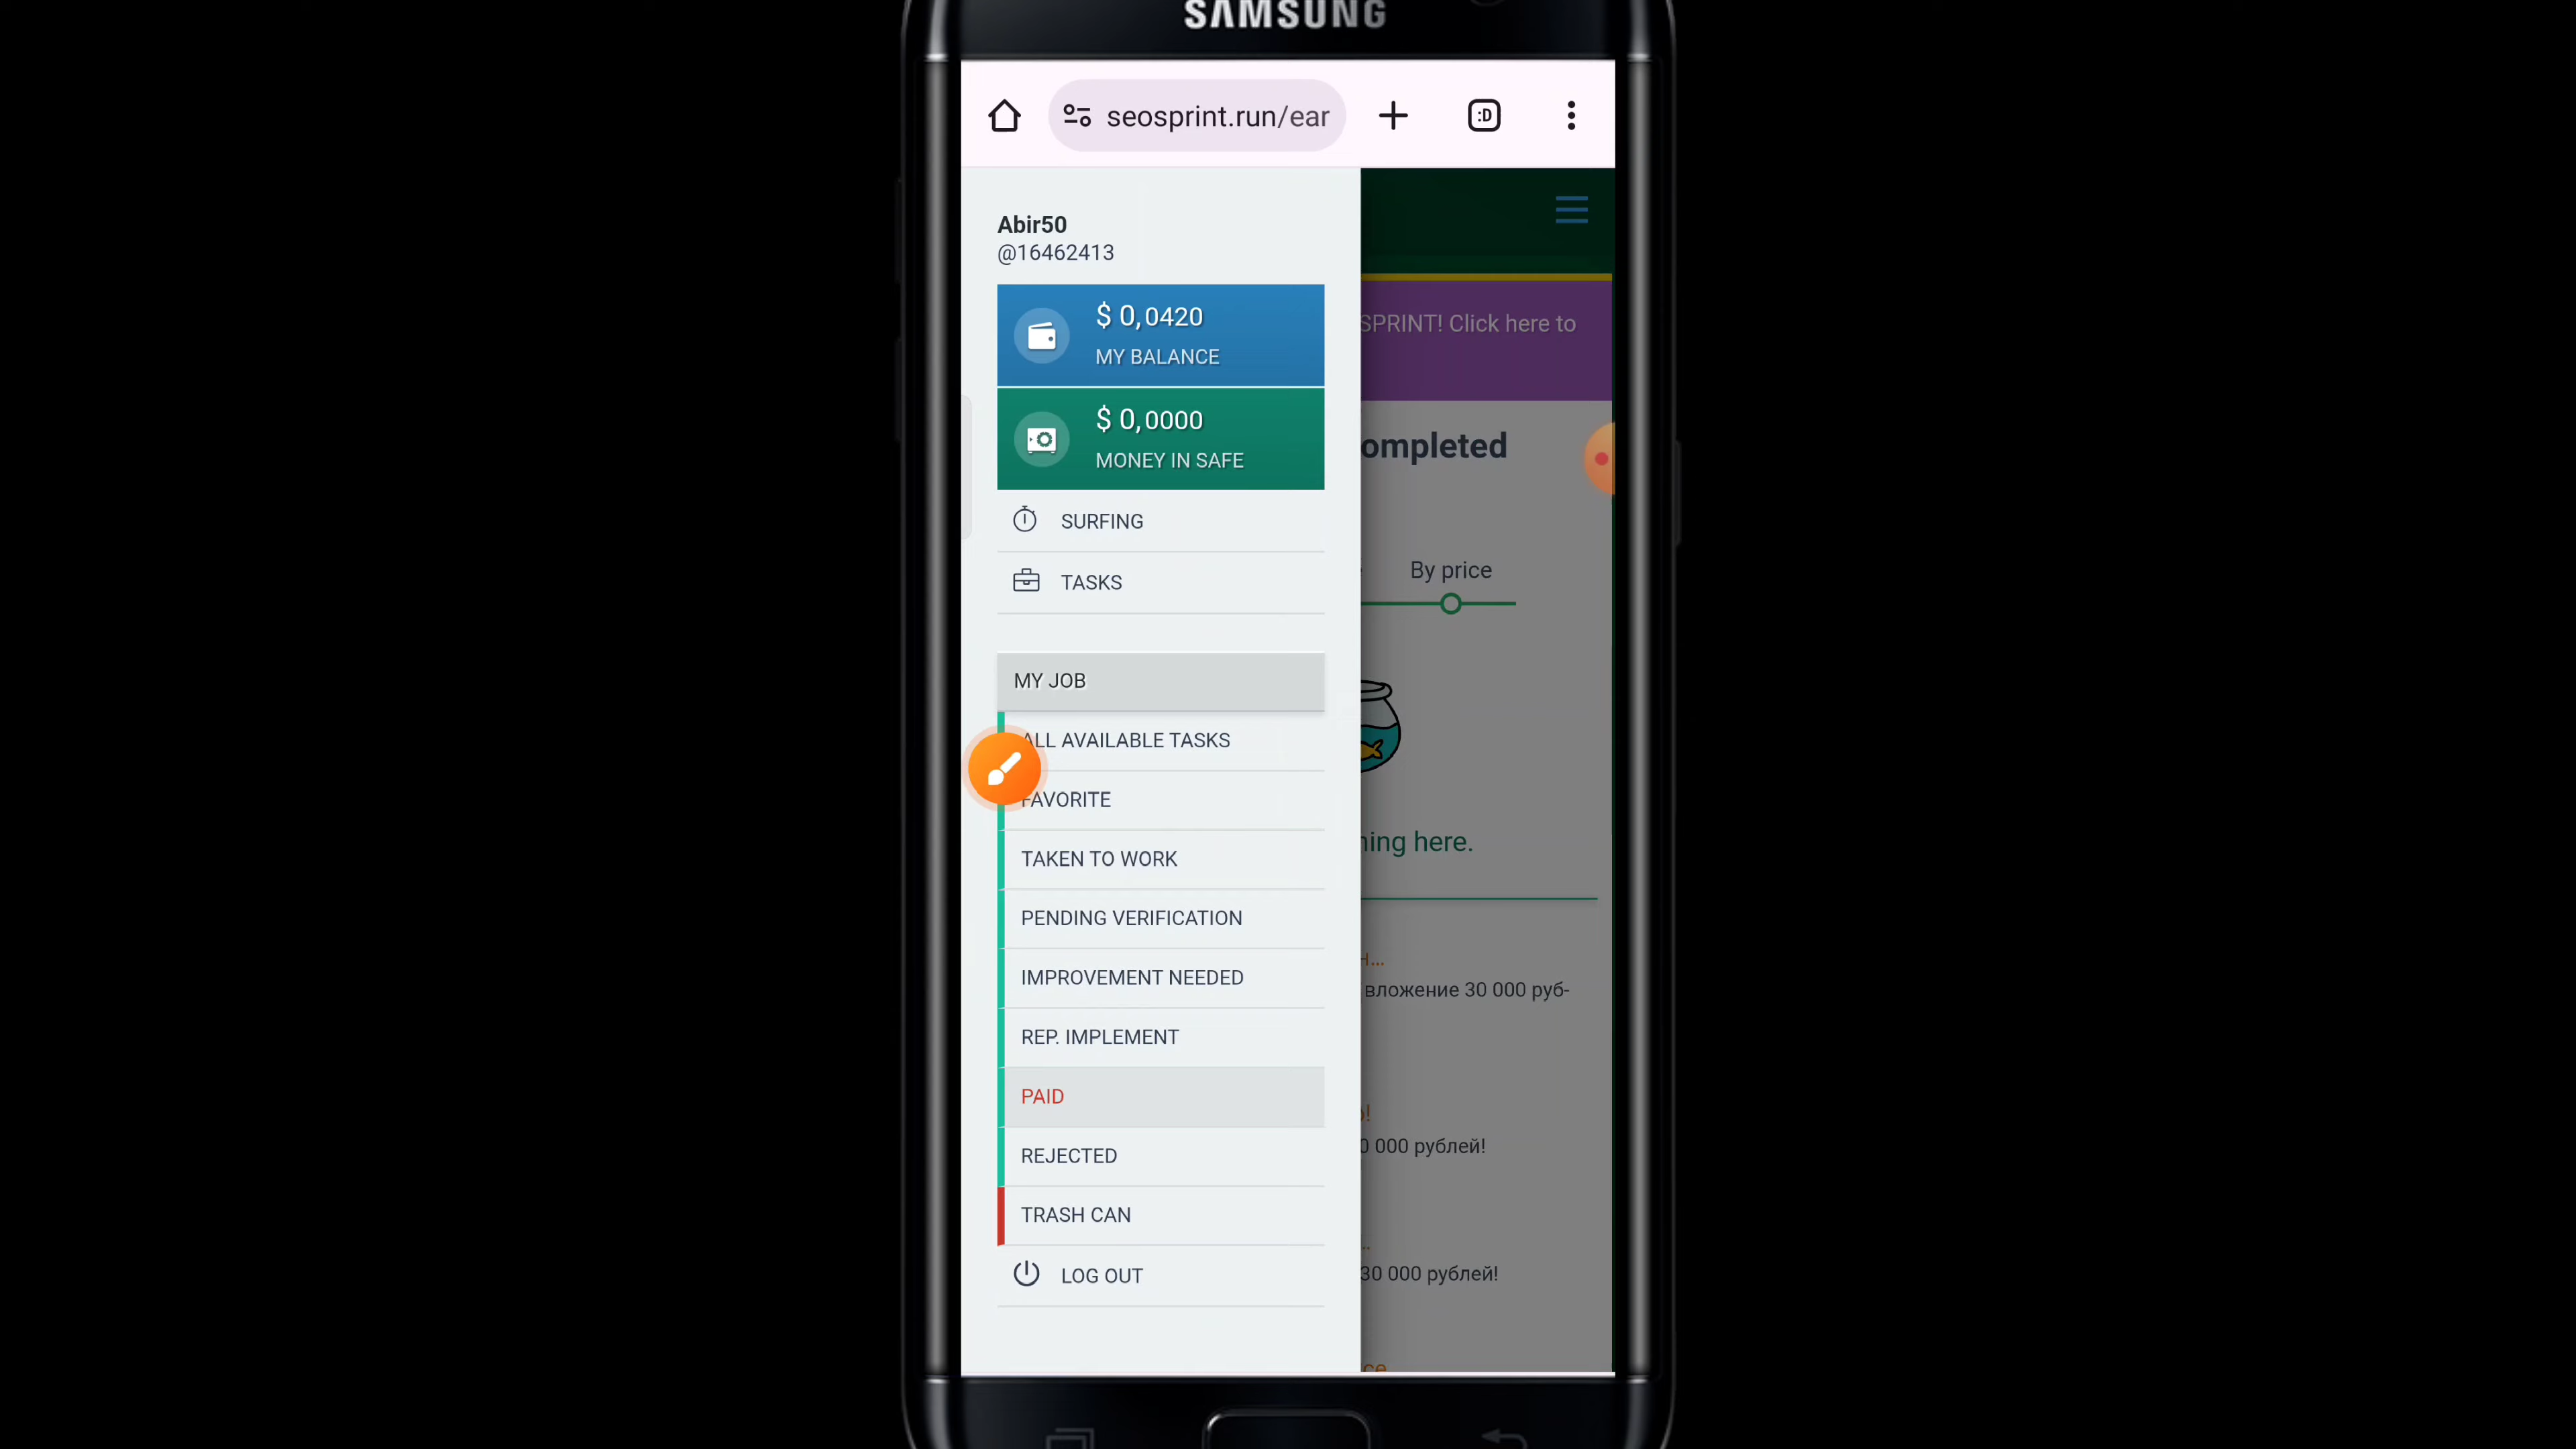 SAMSUNG
seosprint.run/ear
:D
Abir50
@16462413
$ 0,0420
MY BALANCE
$ 0,0000
MONEY IN SAFE
SURFING
TASKS
MY JOB
ALL AVAILABLE TASKS
FAVORITE
TAKEN TO WORK
PENDING VERIFICATION
IMPROVEMENT NEEDED
REP. IMPLEMENT
PAID
REJECTED
TRASH CAN
LOG OUT
SPRINT! Click here to
ompleted
By price
here.
вложение 30 000 руб-
000 рублей!
30 000 рублей!